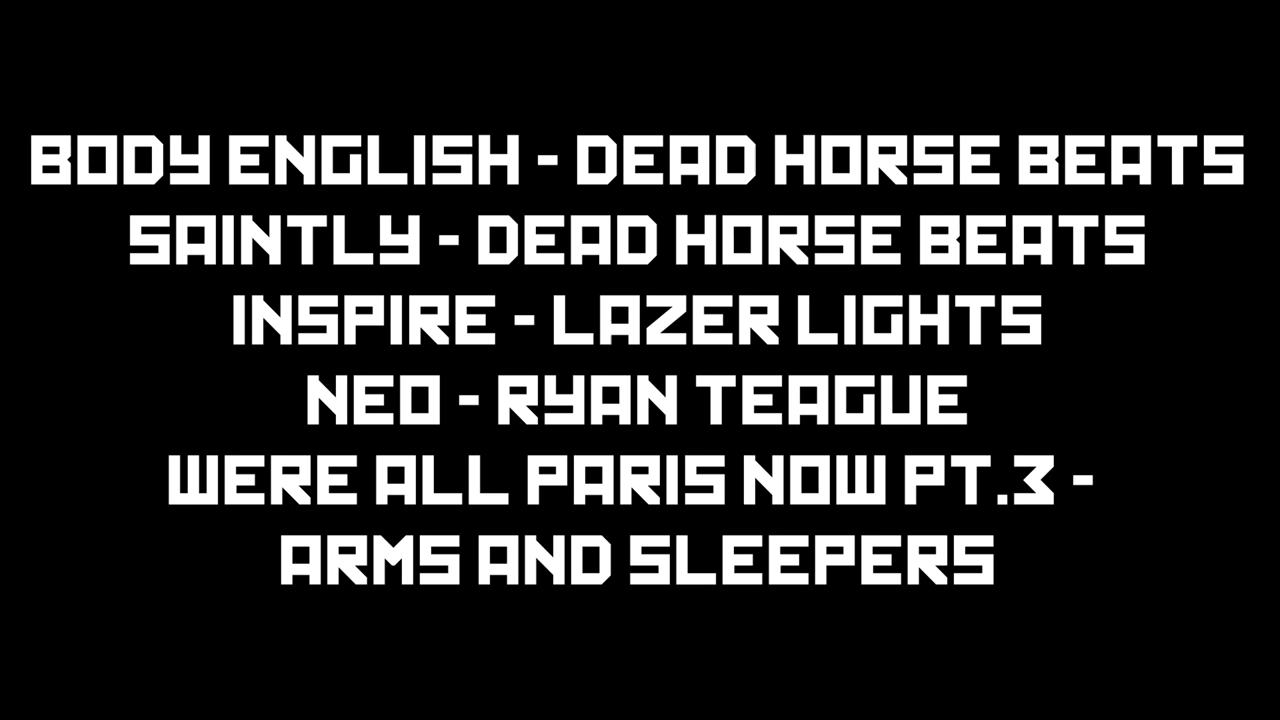 BODY ENGLISH - DEAD HORSE BEATS
SAINTLY - DEAD HORSE BEATS
INSPIRE - LAZER LIGHTS
NEO - RYAN TEAGUE
WERE ALL PARIS NOW PT.3 -
ARMS AND SLEEPERS